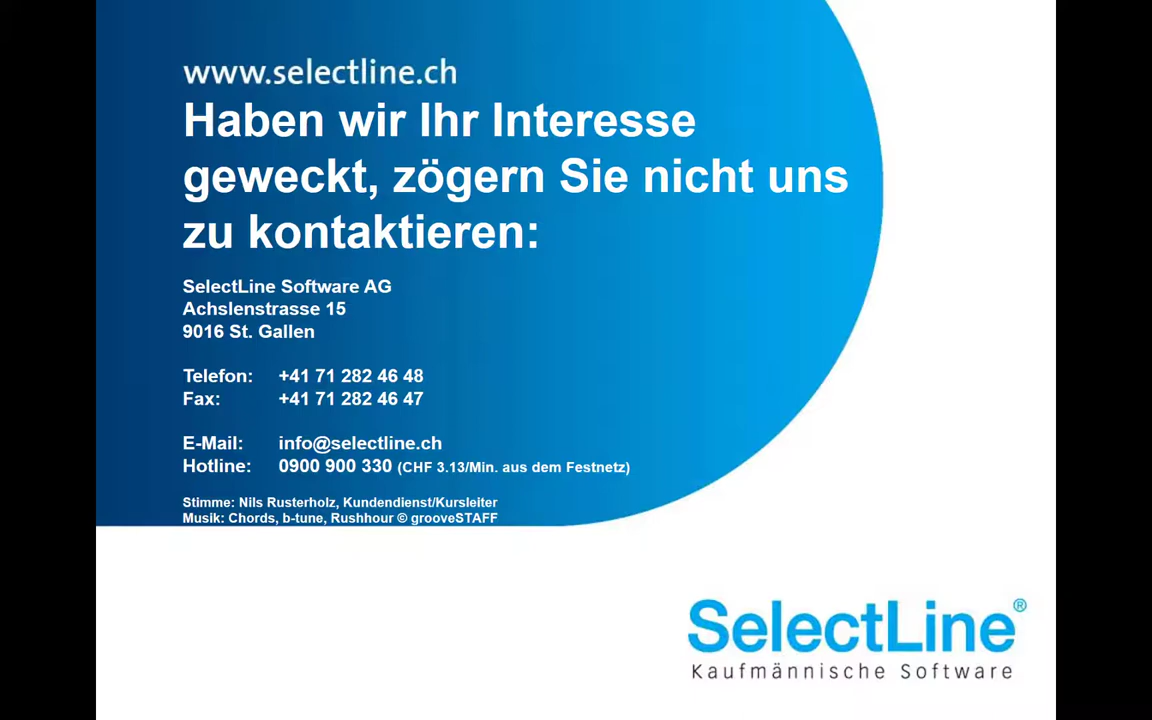 www.selectline.ch
Haben wir Ihr Interesse
geweckt, zögern Sie nicht uns
zu kontaktieren:
SelectLine Software AG
Achslenstrasse 15
9016 St. Gallen
Telefon: +41 71 282 46 48
Fax: +41 71 282 46 47
E-Mail: info@selectline.ch
Hotline: 0900 900 330 (CHF 3.13/Min. aus dem Festnetz)
Stimme: Nils Rusterholz, Kundendienst/Kursleiter
Musik: Chords, b-tune, Rushhour © grooveSTAFF
SelectLine®
Kaufmännische Software